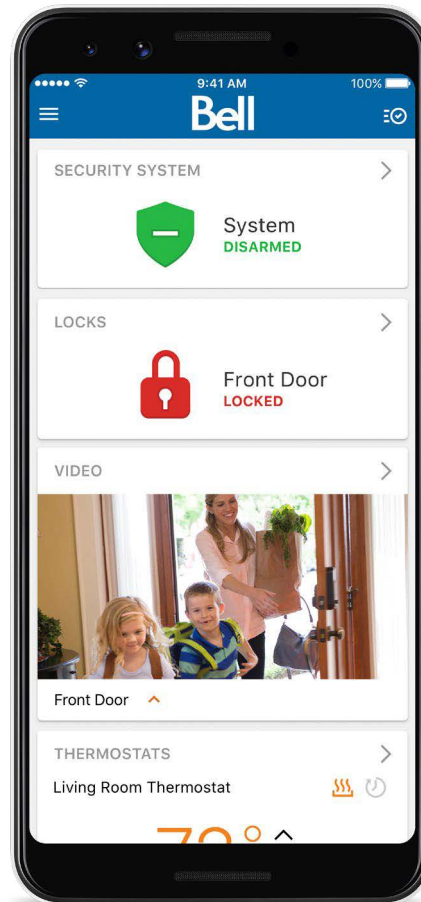 9:41 AM
100%
Bell
SECURITY SYSTEM
System
DISARMED
LOCKS
Front Door
LOCKED
VIDEO
Front Door
THERMOSTATS
Living Room Thermostat